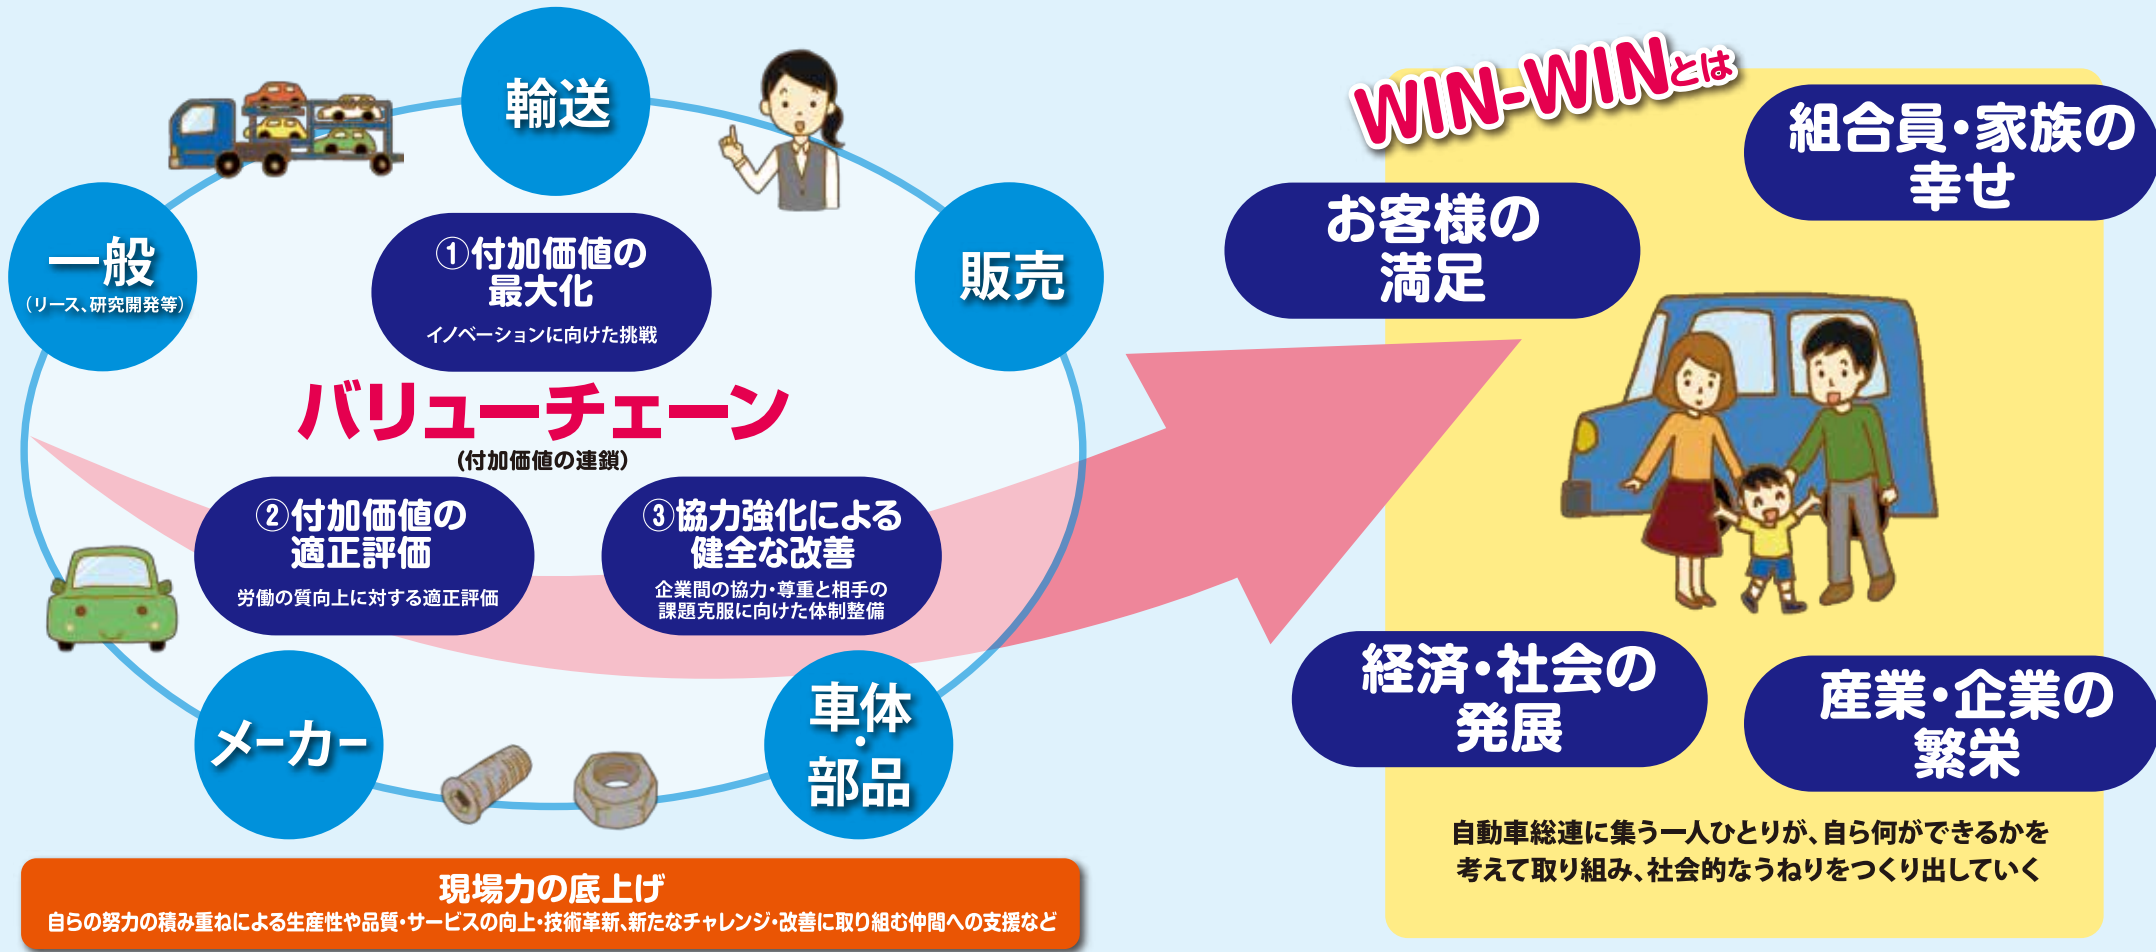 輸送
一般
（リース、研究開発等）
販売
①付加価値の
最大化
イノベーションに向けた挑戦
バリューチェーン
(付加価値の連鎖)
②付加価値の
適正評価
労働の質向上に対する適正評価
③協力強化による
健全な改善
企業間の協力・尊重と相手の
課題克服に向けた体制整備
メーカー
車体
・
部品
現場力の底上げ
自らの努力の積み重ねによる生産性や品質・サービスの向上・技術革新、新たなチャレンジ・改善に取り組む仲間への支援など
WIN-WINとは
組合員・家族の
幸せ
お客様の
満足
経済・社会の
発展
産業・企業の
繁栄
自動車総連に集う一人ひとりが、自ら何ができるかを
考えて取り組み、社会的なうねりをつくり出していく